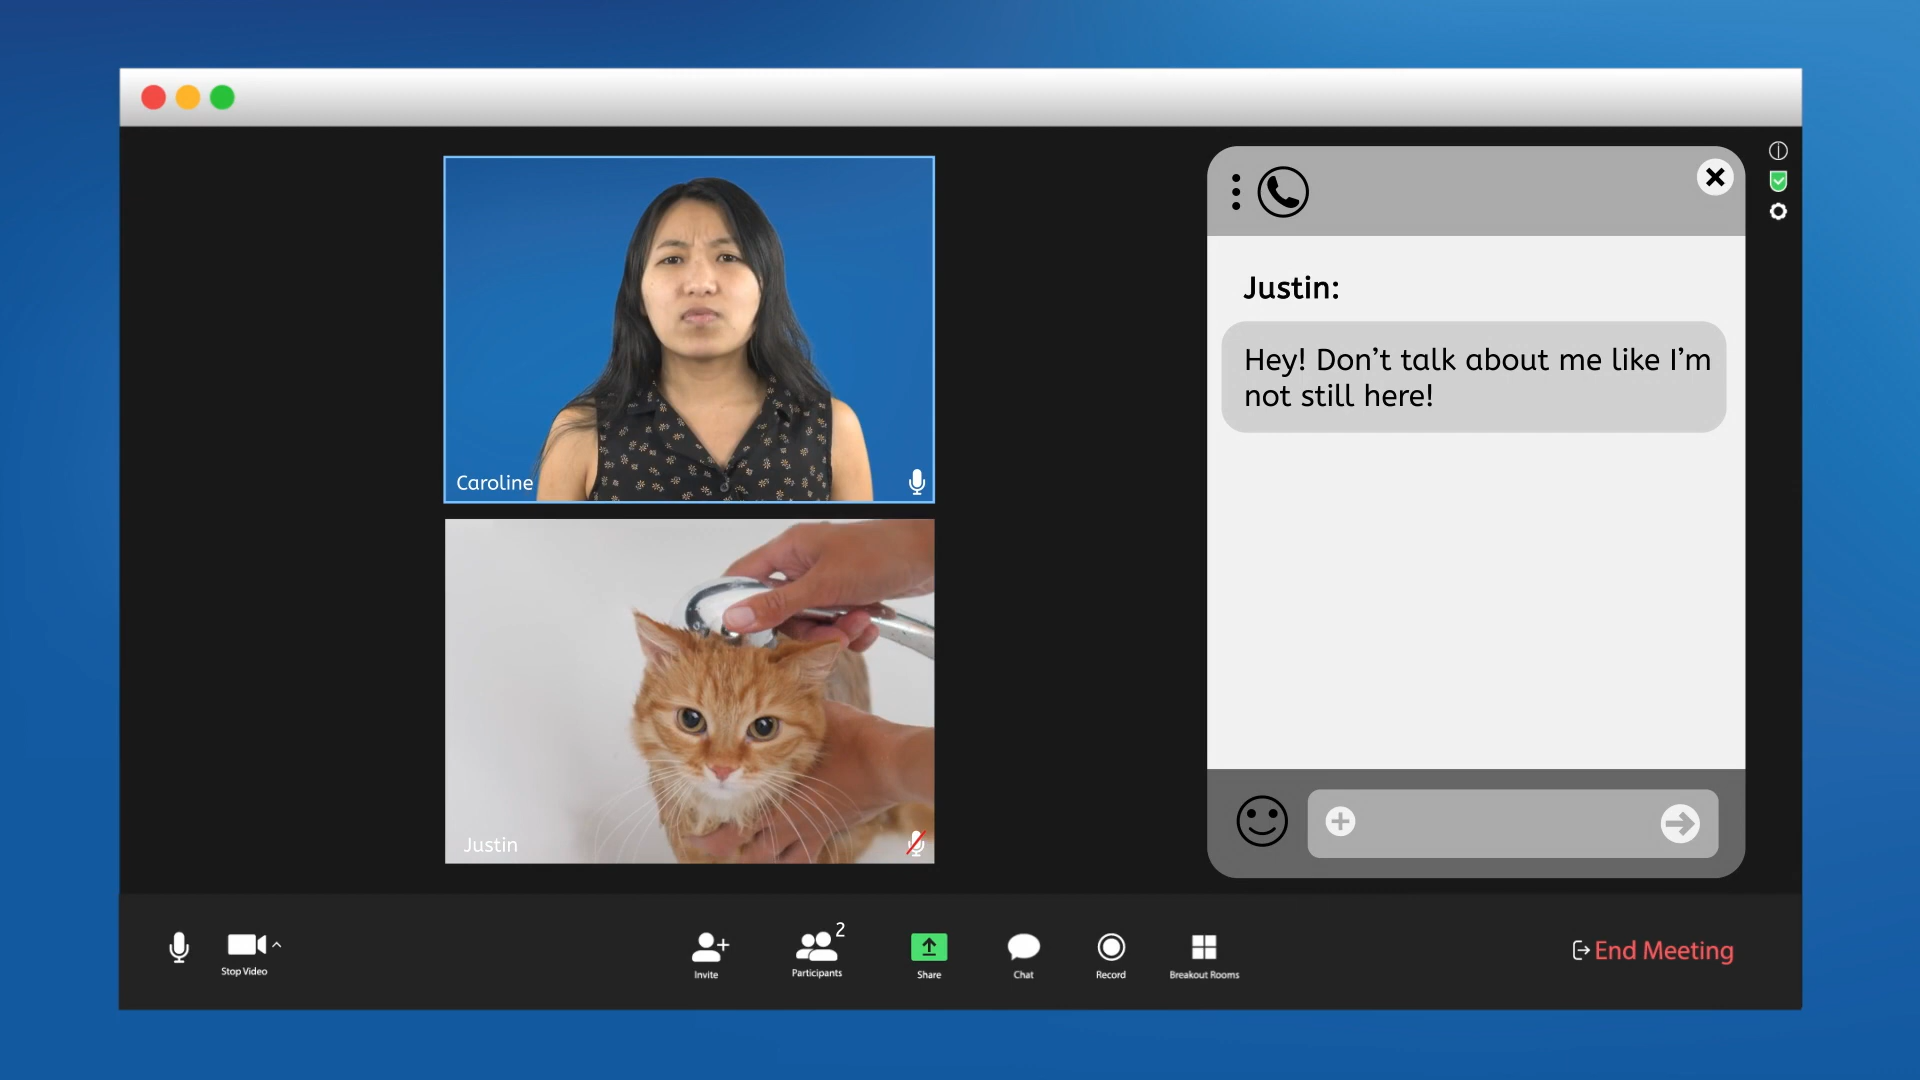 Caroline
Justin
Justin:
Hey! Don't talk about me like I'm
not still here!
Stop Video
Invite
2
Participants
Share
Chat
Record
Breakout Rooms
End Meeting